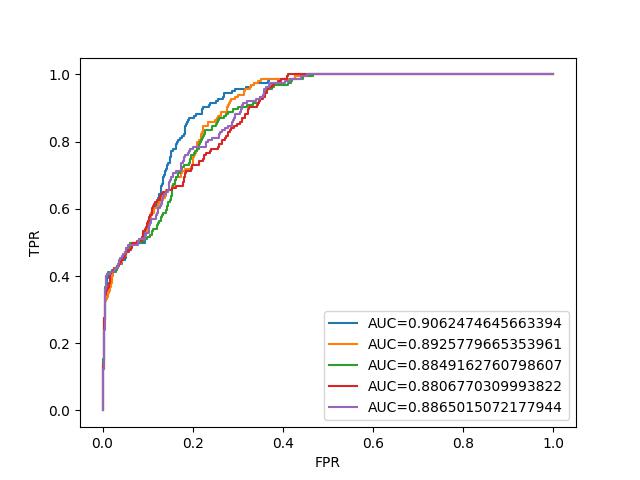 1.0
0.8
0.6
0.4
0.2
0.0
TPR
AUC=0.9062474645663394
AUC=0.8925779665353961
AUC=0.8849162760798607
AUC=0.8806770309993822
AUC=0.8865015072177944
0.0 0.2 0.4 0.6 0.8 1.0
FPR